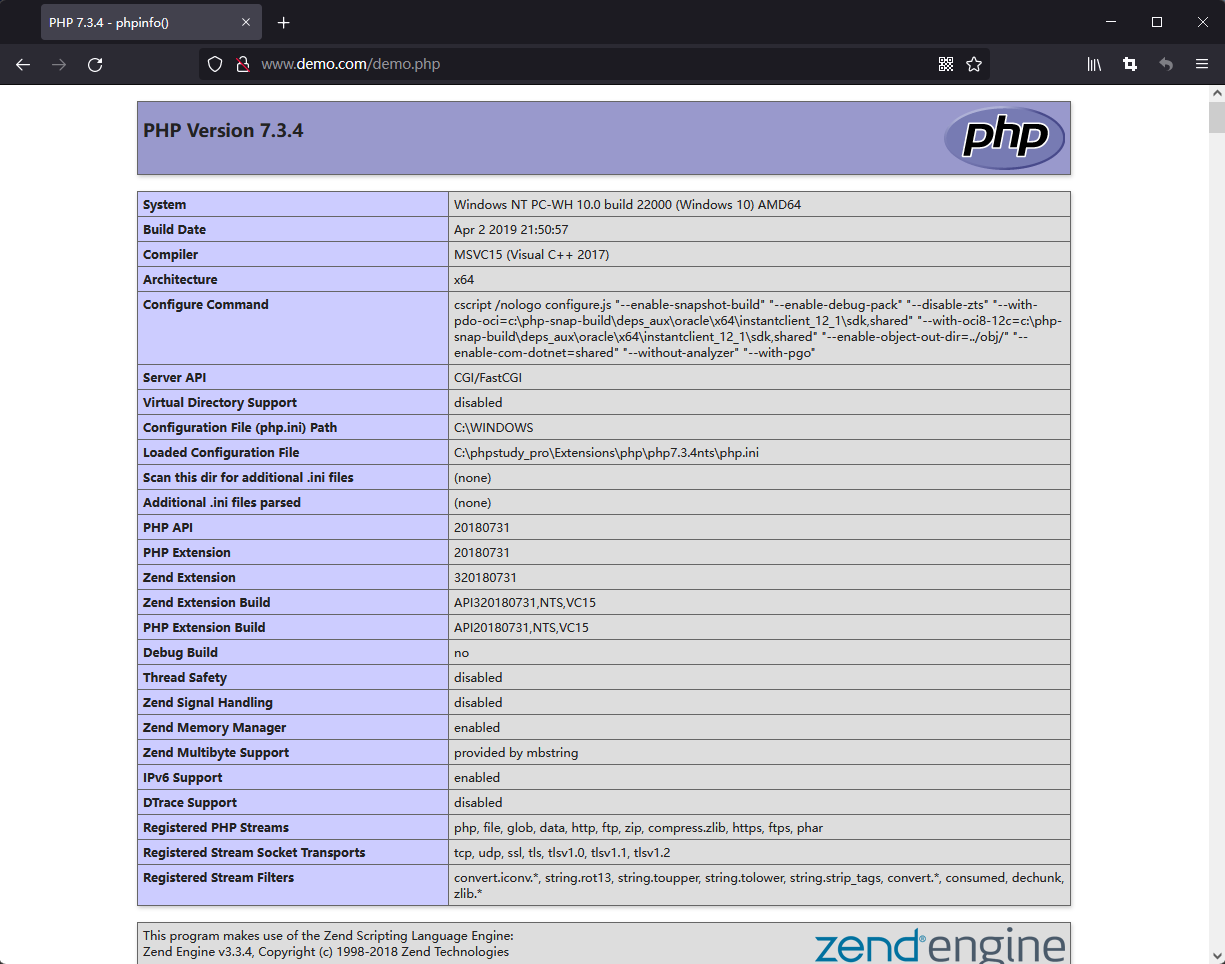 PHP 7.3.4 - phpinfo()
www.demo.com/demo.php
PHP Version 7.3.4
php
System Windows NT PC-WH 10.0 build 22000 (Windows 10) AMD64
Build Date Apr 2 2019 21:50:57
Compiler MSVC15 (Visual C++ 2017)
Architecture x64
Configure Command cscript /nologo configure.js "--enable-snapshot-build" "--enable-debug-pack" "--disable-zts" "--with-
pdo-oci=c:\php-snap-build\deps_aux\oracle\x64\instantclient_12_1\sdk,shared" "--with-oci8-12c=c:\php-
snap-build\deps_aux\oracle\x64\instantclient_12_1\sdk,shared" "--enable-object-out-dir=../obj/" "--
enable-com-dotnet=shared" "--without-analyzer" "--with-pgo"
Server API CGI/FastCGI
Virtual Directory Support disabled
Configuration File (php.ini) Path C:\WINDOWS
Loaded Configuration File C:\phpstudy_pro\Extensions\php\php7.3.4nts\php.ini
Scan this dir for additional .ini files (none)
Additional .ini files parsed (none)
PHP API 20180731
PHP Extension 20180731
Zend Extension 320180731
Zend Extension Build API320180731,NTS,VC15
PHP Extension Build API20180731,NTS,VC15
Debug Build no
Thread Safety disabled
Zend Signal Handling disabled
Zend Memory Manager enabled
Zend Multibyte Support provided by mbstring
IPv6 Support enabled
DTrace Support disabled
Registered PHP Streams php, file, glob, data, http, ftp, zip, compress.zlib, https, ftps, phar
Registered Stream Socket Transports tcp, udp, ssl, tls, tlsv1.0, tlsv1.1, tlsv1.2
Registered Stream Filters convert.iconv.*, string.rot13, string.toupper, string.tolower, string.strip_tags, convert.*, consumed, dechunk,
zlib.*
This program makes use of the Zend Scripting Language Engine:
Zend Engine v3.3.4, Copyright (c) 1998-2018 Zend Technologies
zend® engine